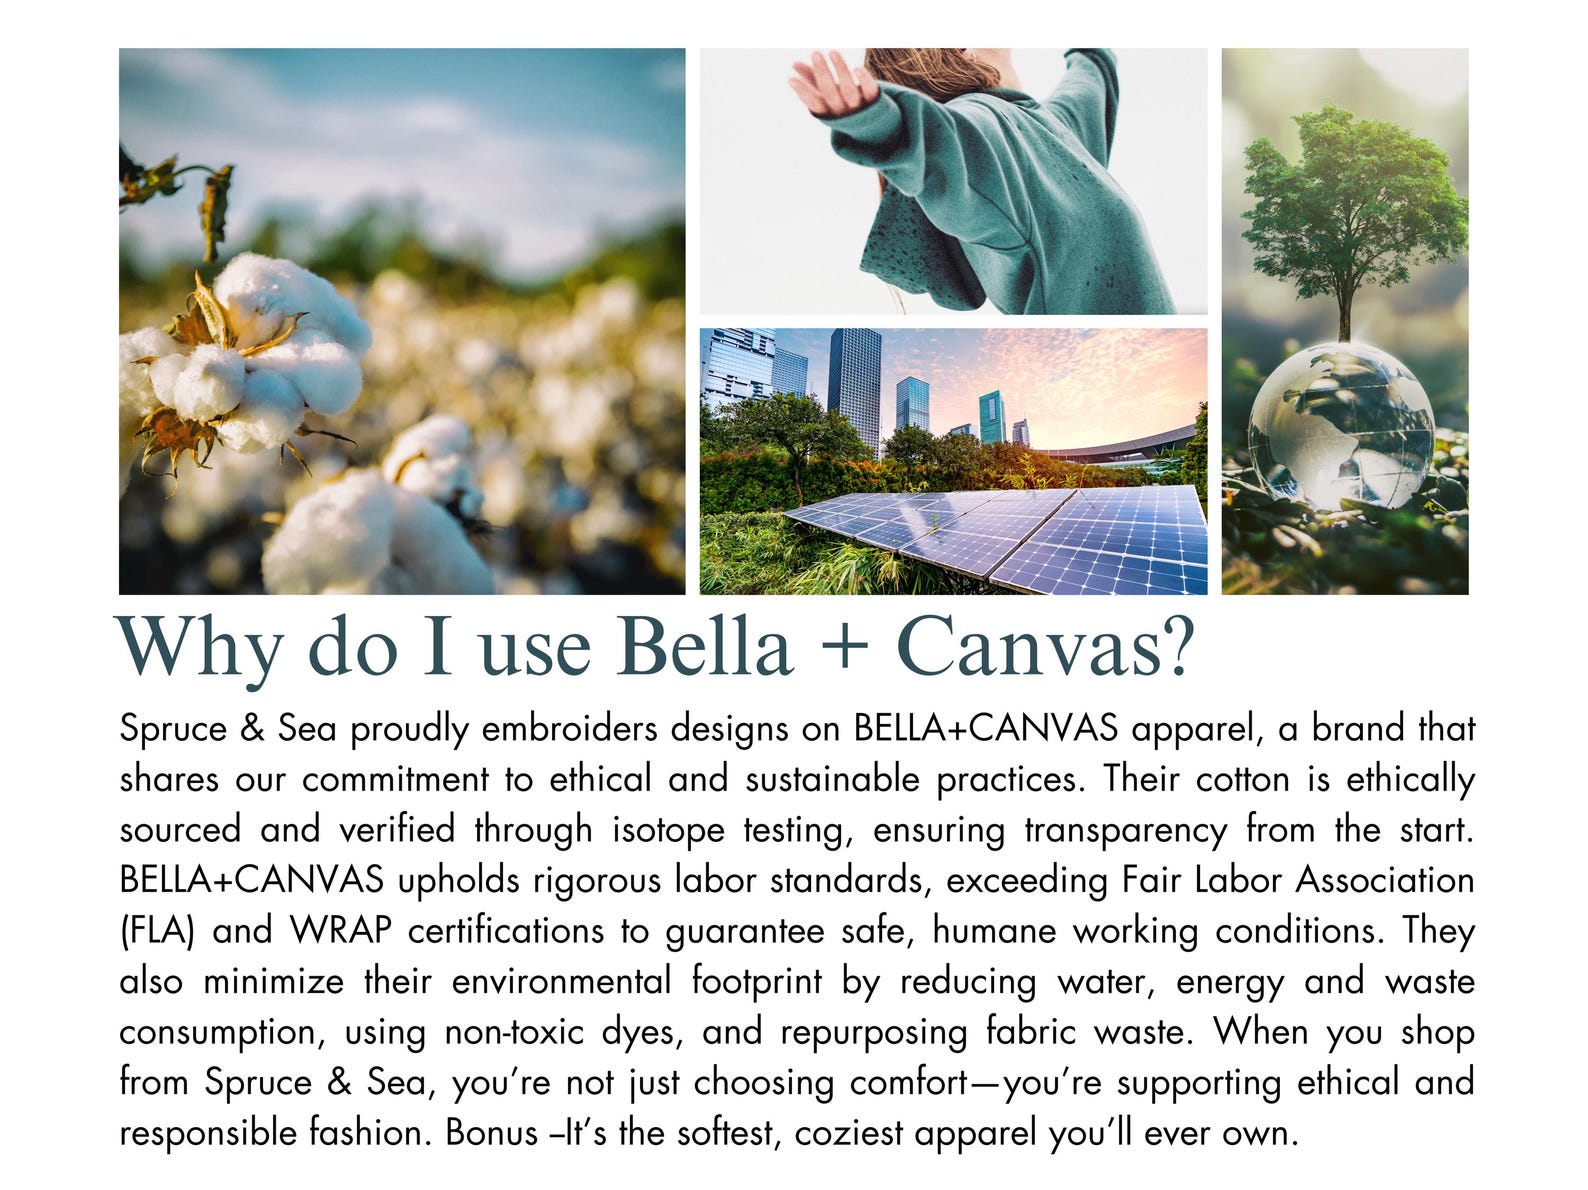 Why do I use Bella + Canvas?
Spruce & Sea proudly embroiders designs on BELLA+CANVAS apparel, a brand that
shares our commitment to ethical and sustainable practices. Their cotton is ethically
sourced and verified through isotope testing, ensuring transparency from the start.
BELLA+CANVAS upholds rigorous labor standards, exceeding Fair Labor Association
(FLA) and WRAP certifications to guarantee safe, humane working conditions. They
also minimize their environmental footprint by reducing water, energy and waste
consumption, using non-toxic dyes, and repurposing fabric waste. When you shop
from Spruce & Sea, you’re not just choosing comfort—you’re supporting ethical and
responsible fashion. Bonus –It’s the softest, coziest apparel you’ll ever own.